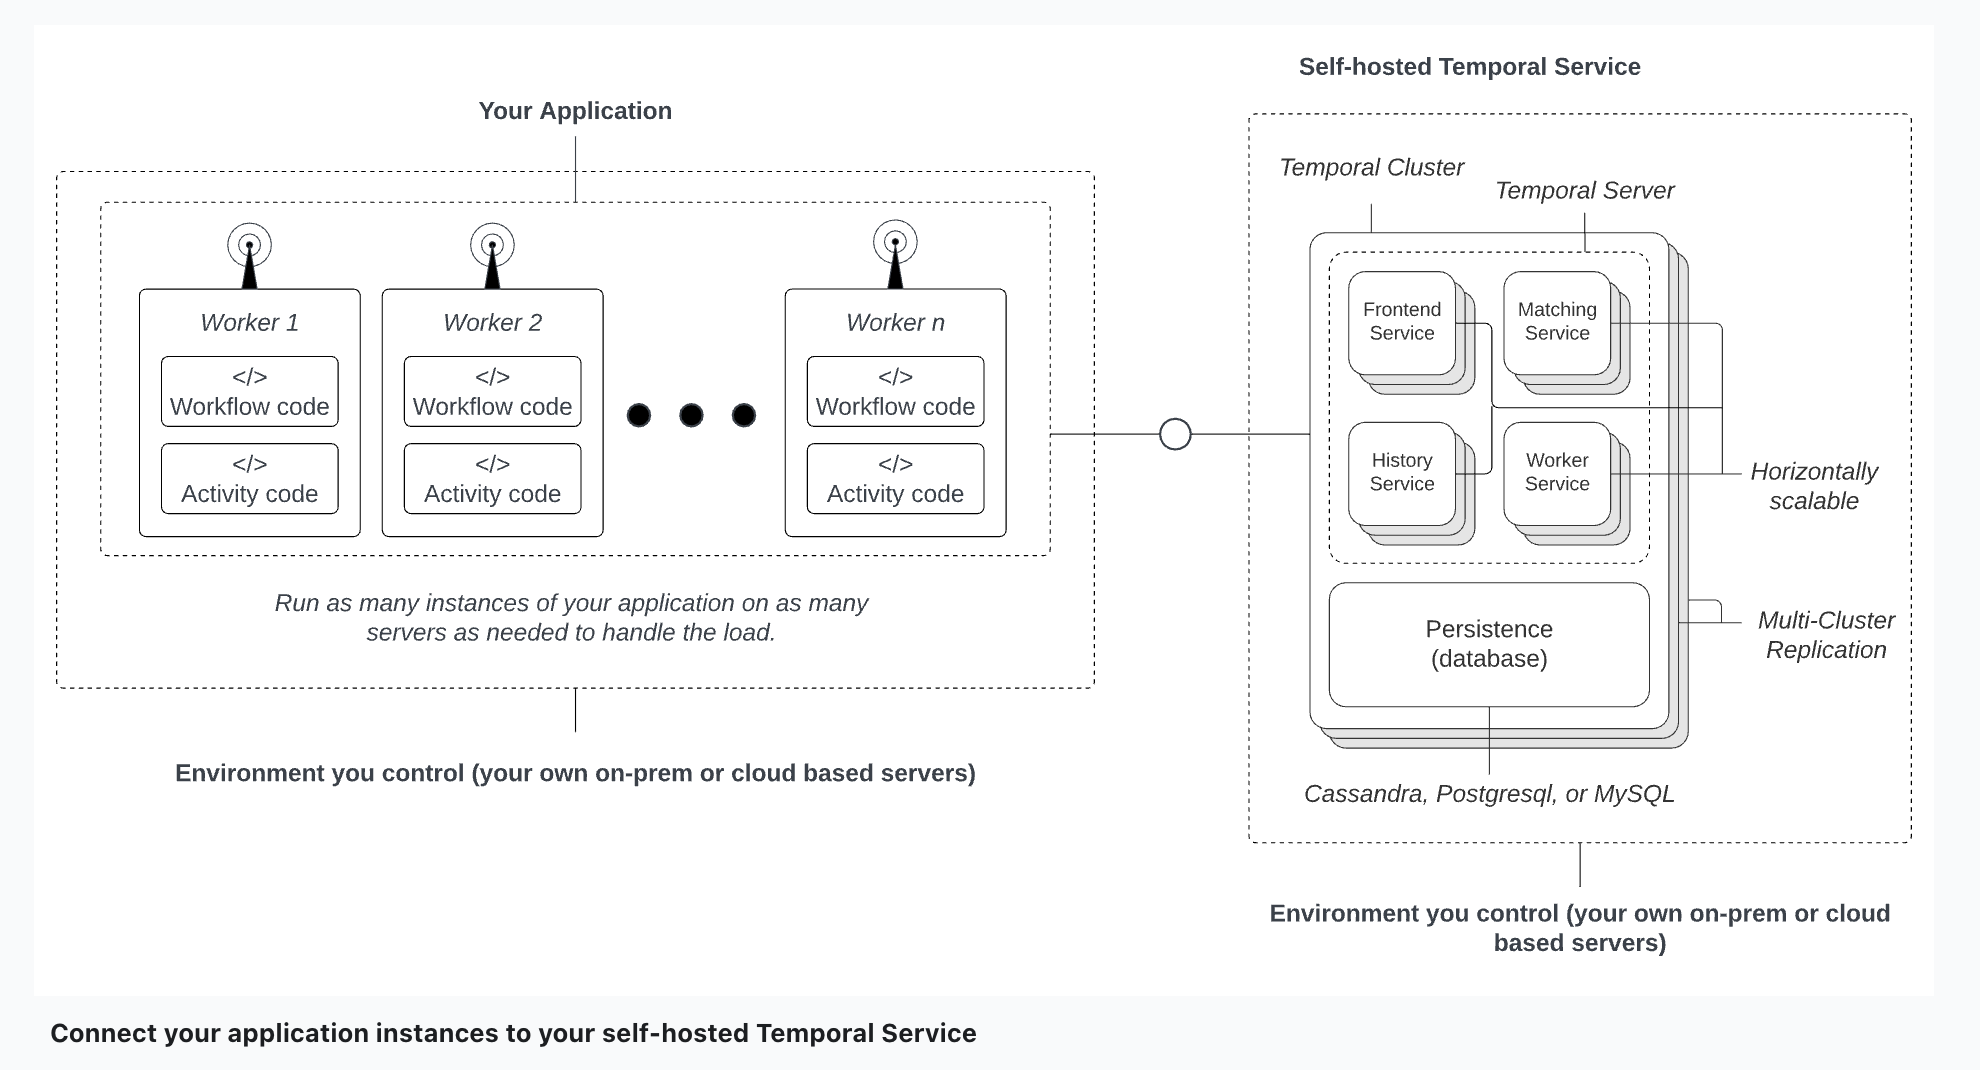 Self-hosted Temporal Service
Your Application
Temporal Cluster
Temporal Server
Worker 1
</>
Workflow code
</>
Activity code
Worker 2
</>
Workflow code
</>
Activity code
Worker n
</>
Workflow code
</>
Activity code
Run as many instances of your application on as many
servers as needed to handle the load.
Environment you control (your own on-prem or cloud based servers)
Frontend
Service
Matching
Service
History
Service
Worker
Service
Horizontally
scalable
Persistence
(database)
Multi-Cluster
Replication
Cassandra, Postgresql, or MySQL
Environment you control (your own on-prem or cloud
based servers)
Connect your application instances to your self-hosted Temporal Service